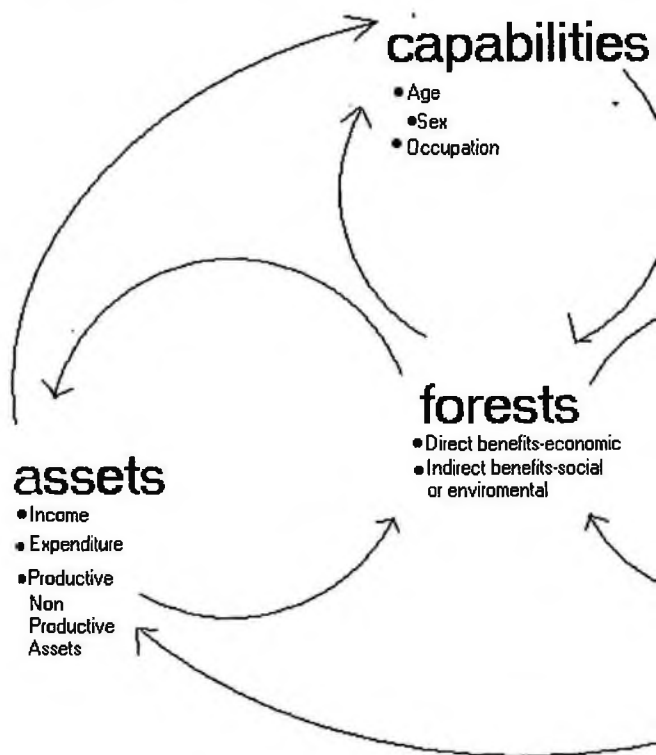 capabilities
• Age
• Sex
• Occupation
forests
• Direct benefits-economic
• Indirect benefits-social
or enviromental
assets
• Income
• Expenditure
• Productive
Non
Productive
Assets